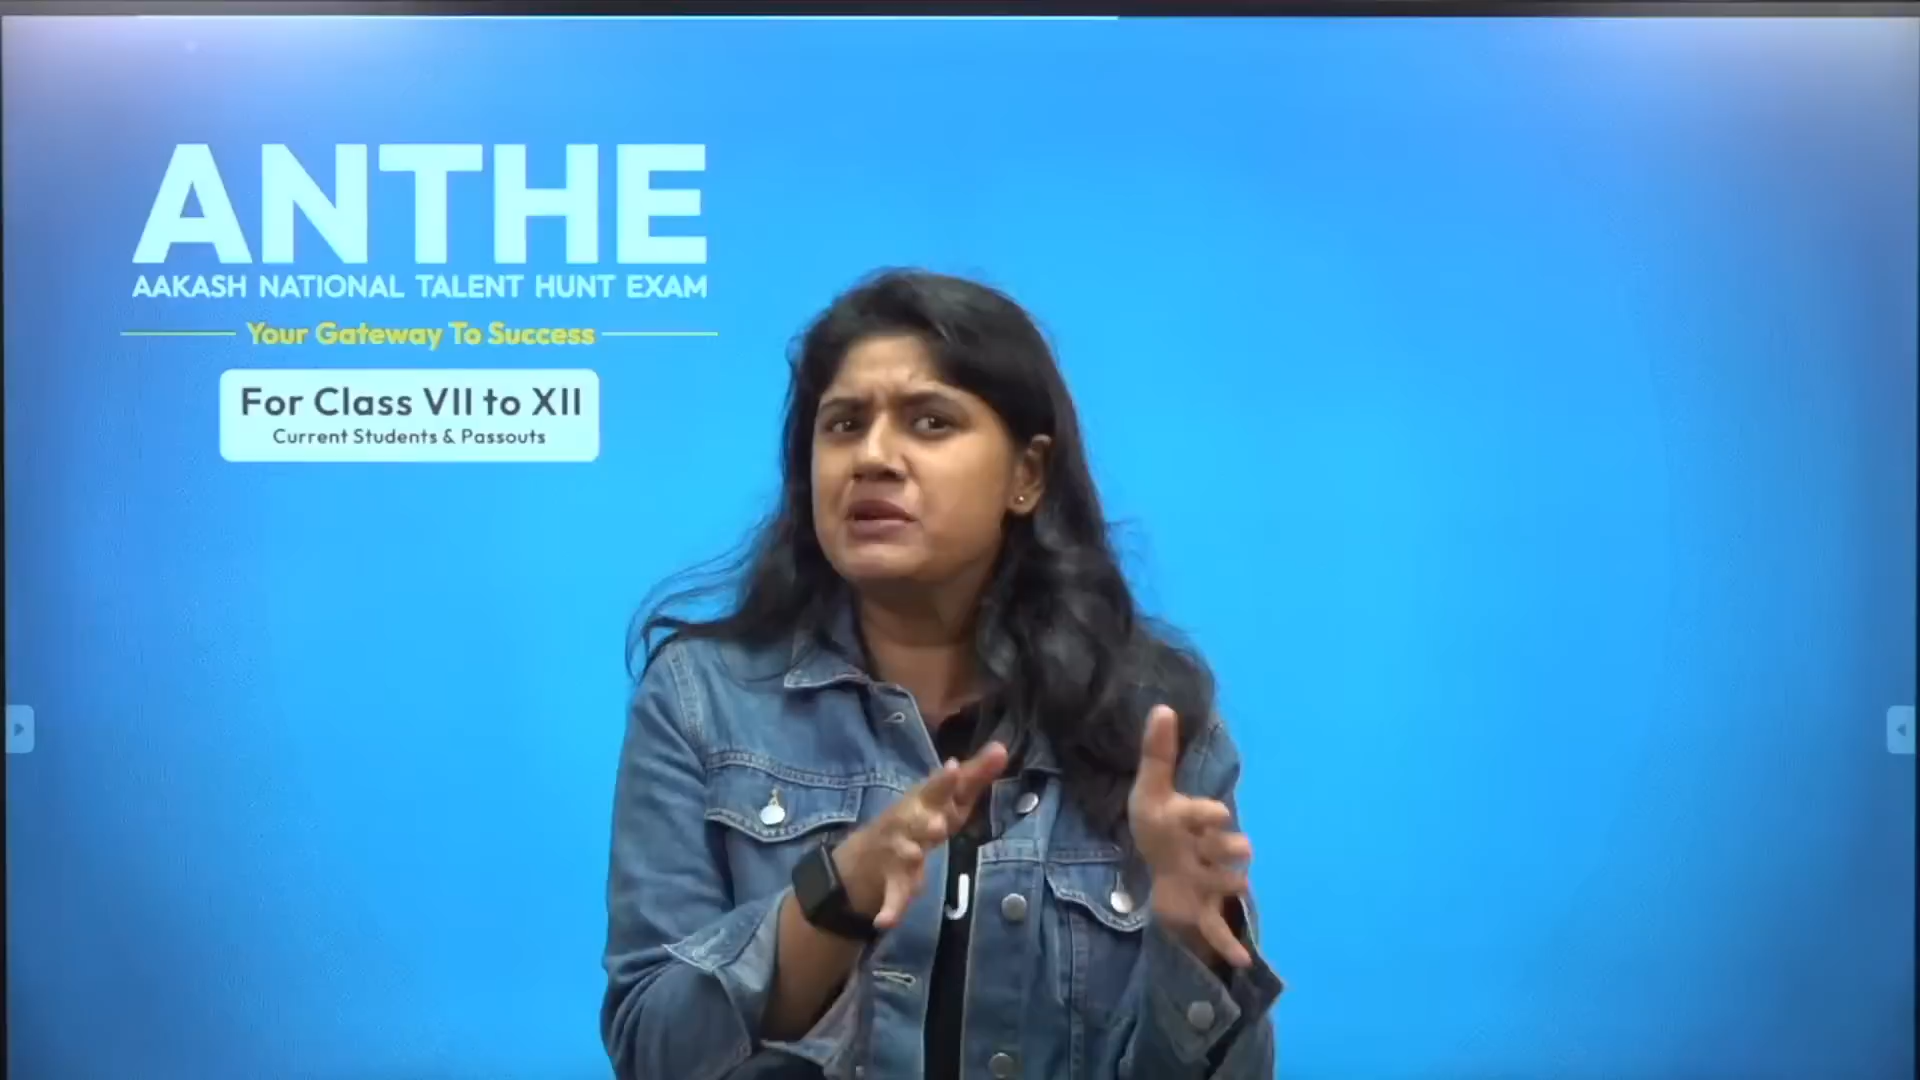 ANTHE
AAKASH NATIONAL TALENT HUNT EXAM
Your Gateway To Success
For Class VII to XII
Current Students & Passouts
J